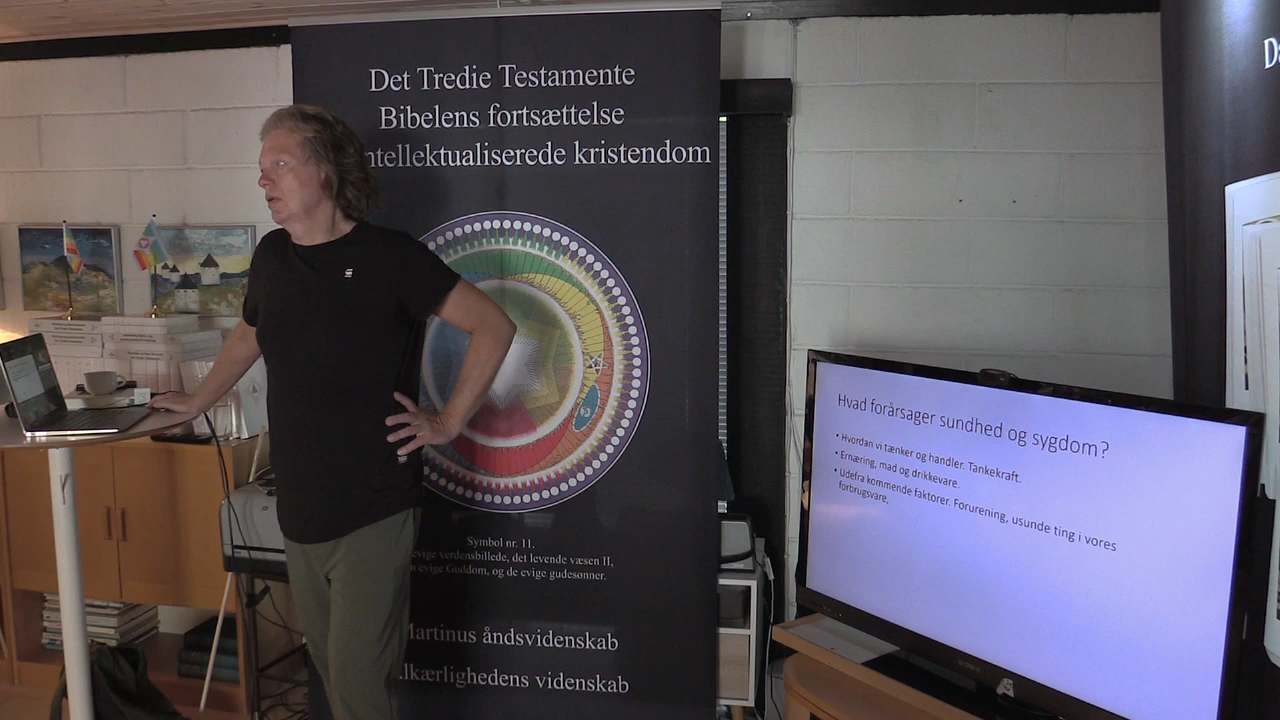 Det Tredie Testamente
Bibelens fortsættelse
ntellektualiserede kristendom
Symbol nr. 11.
evige verdensbillede, det levende væsen II,
evige Guddom, og de evige gudesønner.
Martinus åndsvidenskab
lkærlighedens videnskab
Hvad forårsager sundhed og sygdom?
• Hvordan vi tænker og handler. Tankekraft.
• Ernæring, mad og drikkevare.
• Udefra kommende faktorer. Forurening, usunde ting i vores
forbrugsvare,
SONY